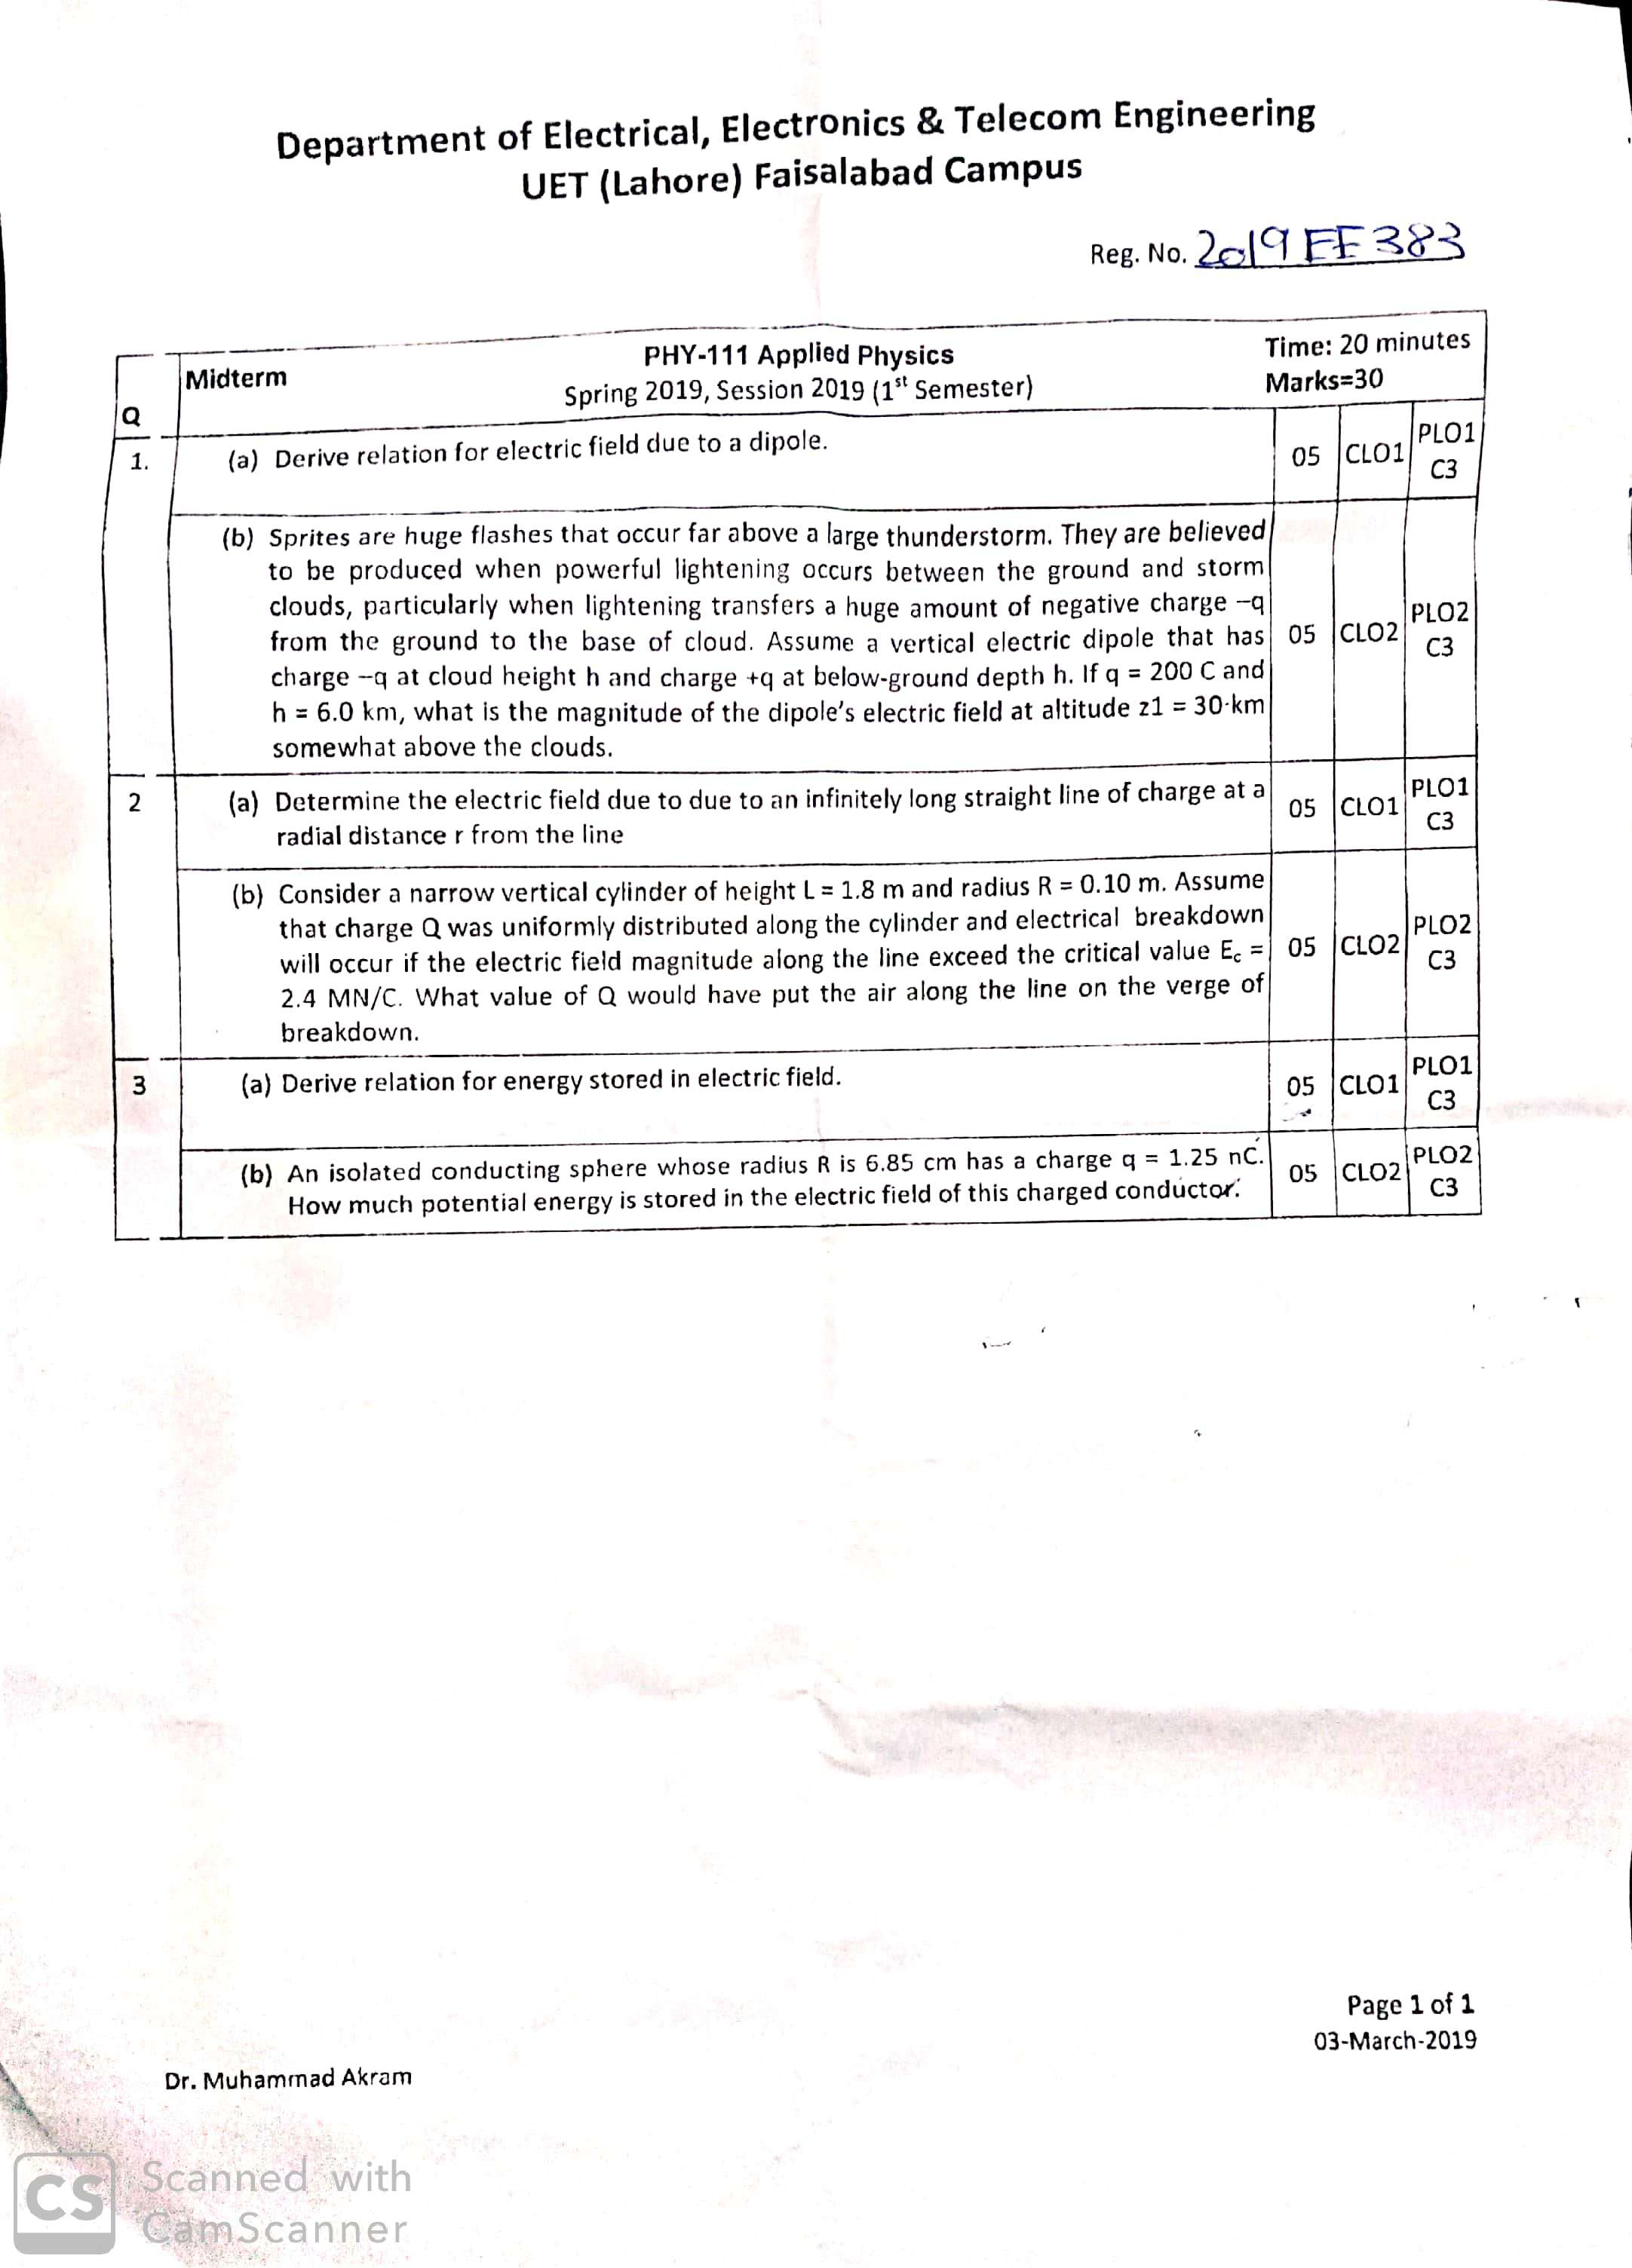 Department of Electrical, Electronics & Telecom Engineering
UET (Lahore) Faisalabad Campus
Reg. No. 2019 EE 383
Q
Midterm
PHY-111 Applied Physics
Spring 2019, Session 2019 (1st Semester)
Time: 20 minutes
Marks=30
1.
(a) Derive relation for electric field due to a dipole.
05 CLO1 PLO1
C3
(b) Sprites are huge flashes that occur far above a large thunderstorm. They are believed
to be produced when powerful lightening occurs between the ground and storm
clouds, particularly when lightening transfers a huge amount of negative charge –q
from the ground to the base of cloud. Assume a vertical electric dipole that has
charge –q at cloud height h and charge +q at below-ground depth h. If q = 200 C and
h = 6.0 km, what is the magnitude of the dipole's electric field at altitude z1 = 30 km
somewhat above the clouds.
05 CLO2 PLO2
C3
2
(a) Determine the electric field due to due to an infinitely long straight line of charge at a
radial distance r from the line
05 CLO1 PLO1
C3
(b) Consider a narrow vertical cylinder of height L = 1.8 m and radius R = 0.10 m. Assume
that charge Q was uniformly distributed along the cylinder and electrical breakdown
will occur if the electric field magnitude along the line exceed the critical value Ec =
2.4 MN/C. What value of Q would have put the air along the line on the verge of
breakdown.
05 CLO2 PLO2
C3
3
(a) Derive relation for energy stored in electric field.
05 CLO1 PLO1
C3
(b) An isolated conducting sphere whose radius R is 6.85 cm has a charge q = 1.25 nC.
How much potential energy is stored in the electric field of this charged conductor.
05 CLO2 PLO2
C3
Page 1 of 1
03-March-2019
Dr. Muhammad Akram
CS Scanned with
CamScanner